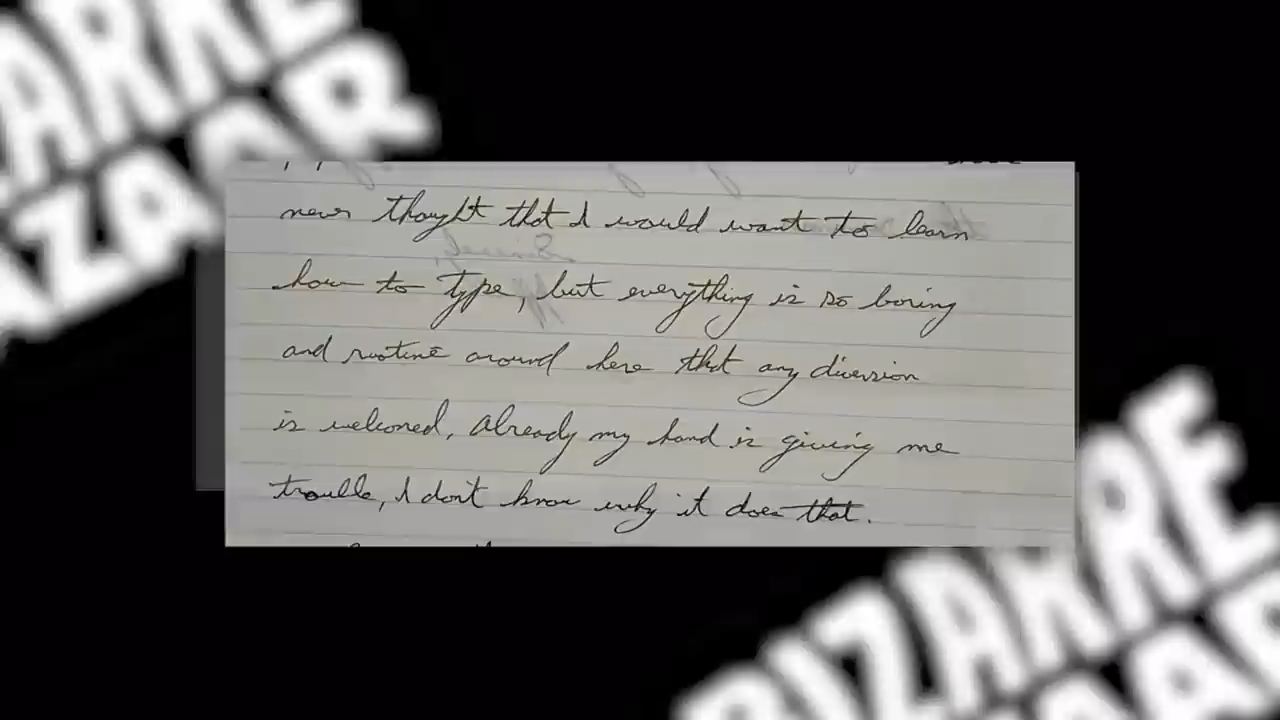 BIZARRE
BAZAAR
never thought that I would want to learn
how to type, but everything is so boring
and routine around here that any diversion
is welcomed, Already my hand is giving me
trouble, I don't know why it does that.
BIZARRE
BAZAAR